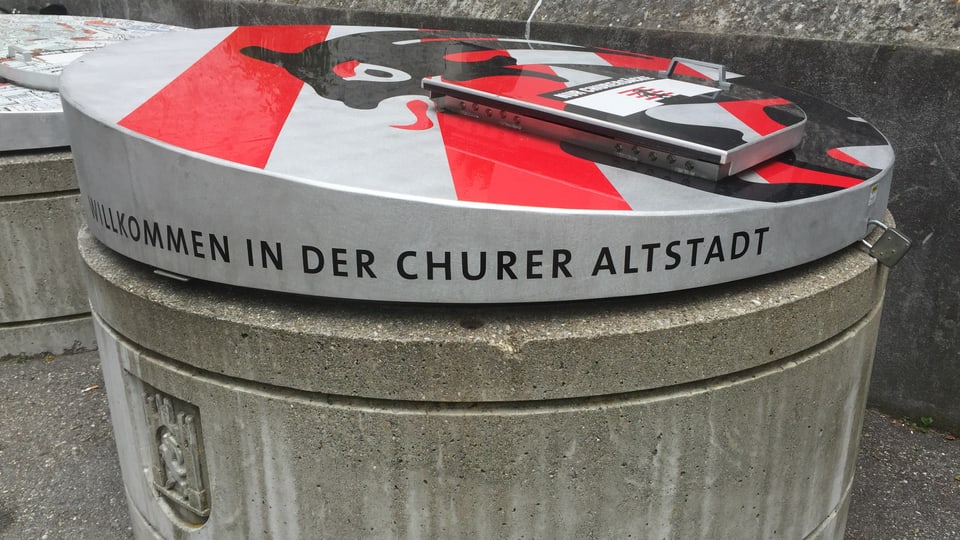 WILLKOMMEN IN DER CHURER ALTSTADT